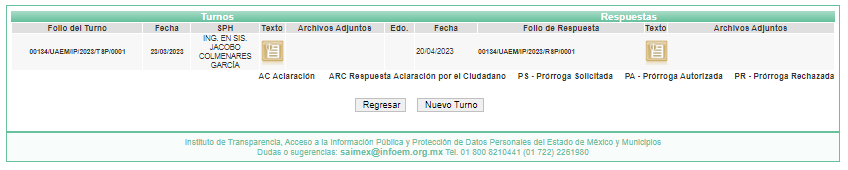 Turnos Respuestas
Folio del Turno Fecha SPH Texto Archivos Adjuntos Edo. Fecha Folio de Respuesta Texto Archivos Adjuntos
00134/UAEM/IP/2023/TSP/0001 23/03/2023 ING. EN SIS. JACOBO COLMENARES GARCÍA 20/04/2023 00134/UAEM/IP/2023/RSP/0001
AC Aclaración ARC Respuesta Aclaración por el Ciudadano PS - Prórroga Solicitada PA - Prórroga Autorizada PR - Prórroga Rechazada
Regresar Nuevo Turno
Instituto de Transparencia, Acceso a la Información Pública y Protección de Datos Personales del Estado de México y Municipios
Dudas o sugerencias: saimex@infoem.org.mx Tel. 01 800 8210441 (01 722) 2261980